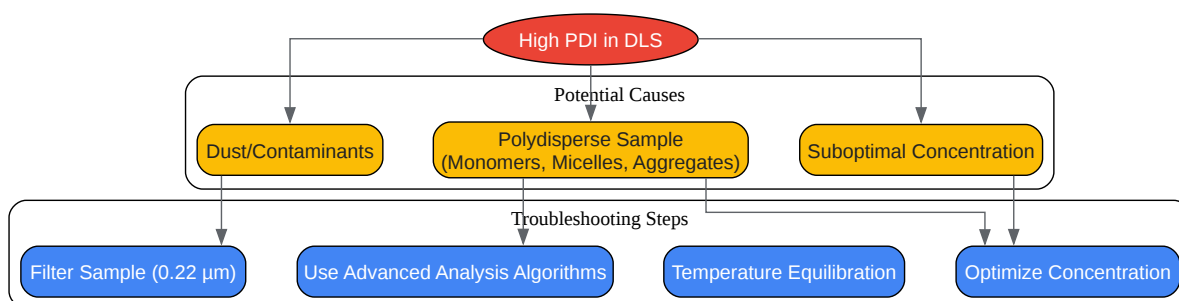 High PDI in DLS
Potential Causes
Dust/Contaminants
Polydisperse Sample
(Monomers, Micelles, Aggregates)
Suboptimal Concentration
Troubleshooting Steps
Filter Sample (0.22 µm)
Use Advanced Analysis Algorithms
Temperature Equilibration
Optimize Concentration